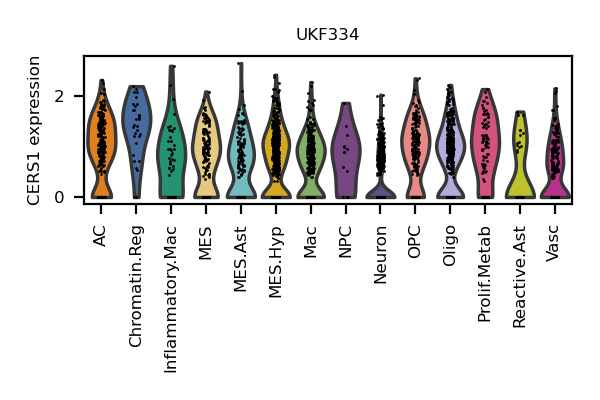 UKF334
CERS1 expression
2
0
AC
Chromatin.Reg
Inflammatory.Mac
MES
MES.Ast
MES.Hyp
Mac
NPC
Neuron
OPC
Oligo
Prolif.Metab
Reactive.Ast
Vasc